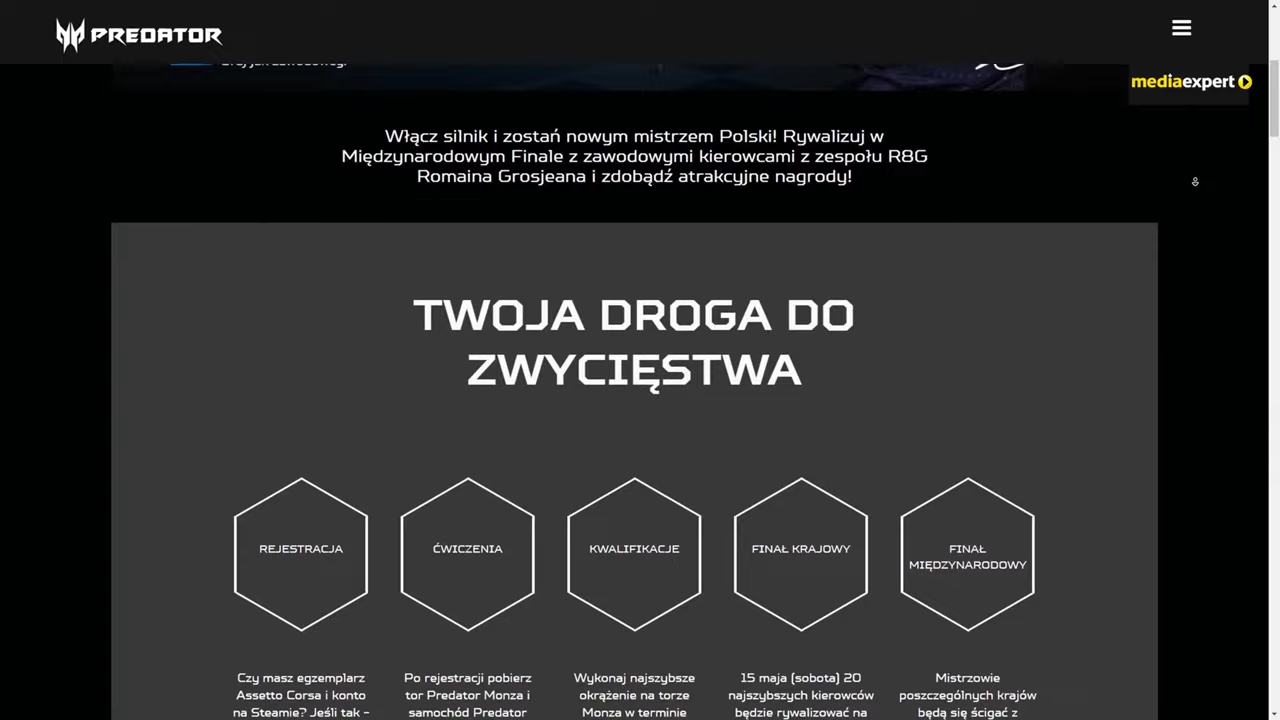 PREDATOR
Graj jak zawodowcy!
mediaexpert
Włącz silnik i zostań nowym mistrzem Polski! Rywalizuj w
Międzynarodowym Finale z zawodowymi kierowcami z zespołu R8G
Romaina Grosjeana i zdobądź atrakcyjne nagrody!
TWOJA DROGA DO
ZWYCIĘSTWA
REJESTRACJA
ĆWICZENIA
KWALIFIKACJE
FINAŁ KRAJOWY
FINAŁ
MIĘDZYNARODOWY
Czy masz egzemplarz
Assetto Corsa i konto
na Steamie? Jeśli tak –
Po rejestracji pobierz
tor Predator Monza i
samochód Predator
Wykonaj najszybsze
okrążenie na torze
Monza w terminie
15 maja (sobota) 20
najszybszych kierowców
będzie rywalizować na
Mistrzowie
poszczególnych krajów
będą się ścigać z